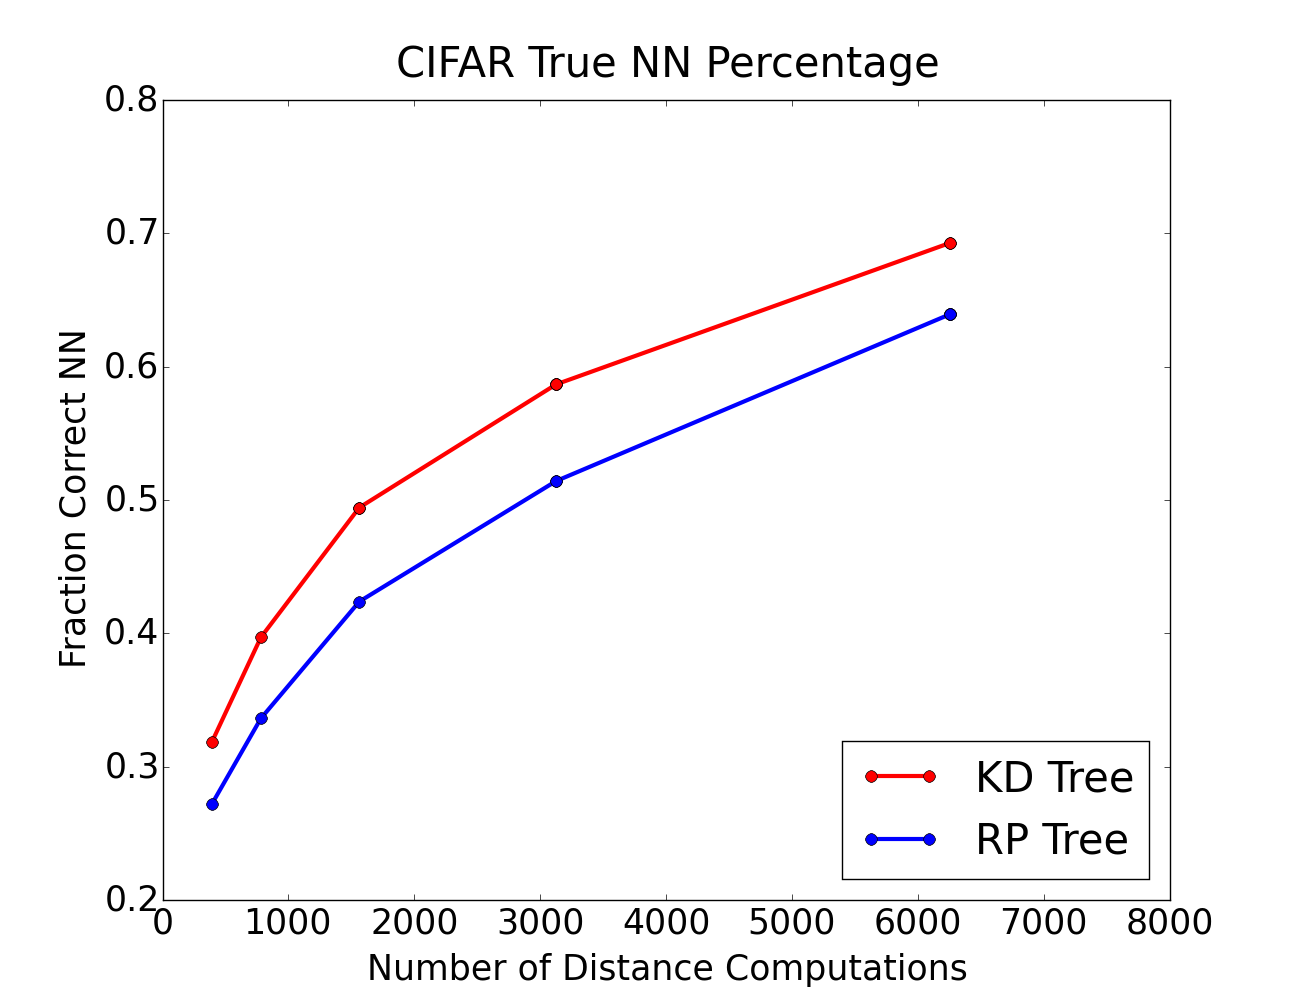 CIFAR True NN Percentage
0.8
0.7
0.6
0.5
0.4
0.3
0.2
Fraction Correct NN
KD Tree
RP Tree
0 1000 2000 3000 4000 5000 6000 7000 8000
Number of Distance Computations